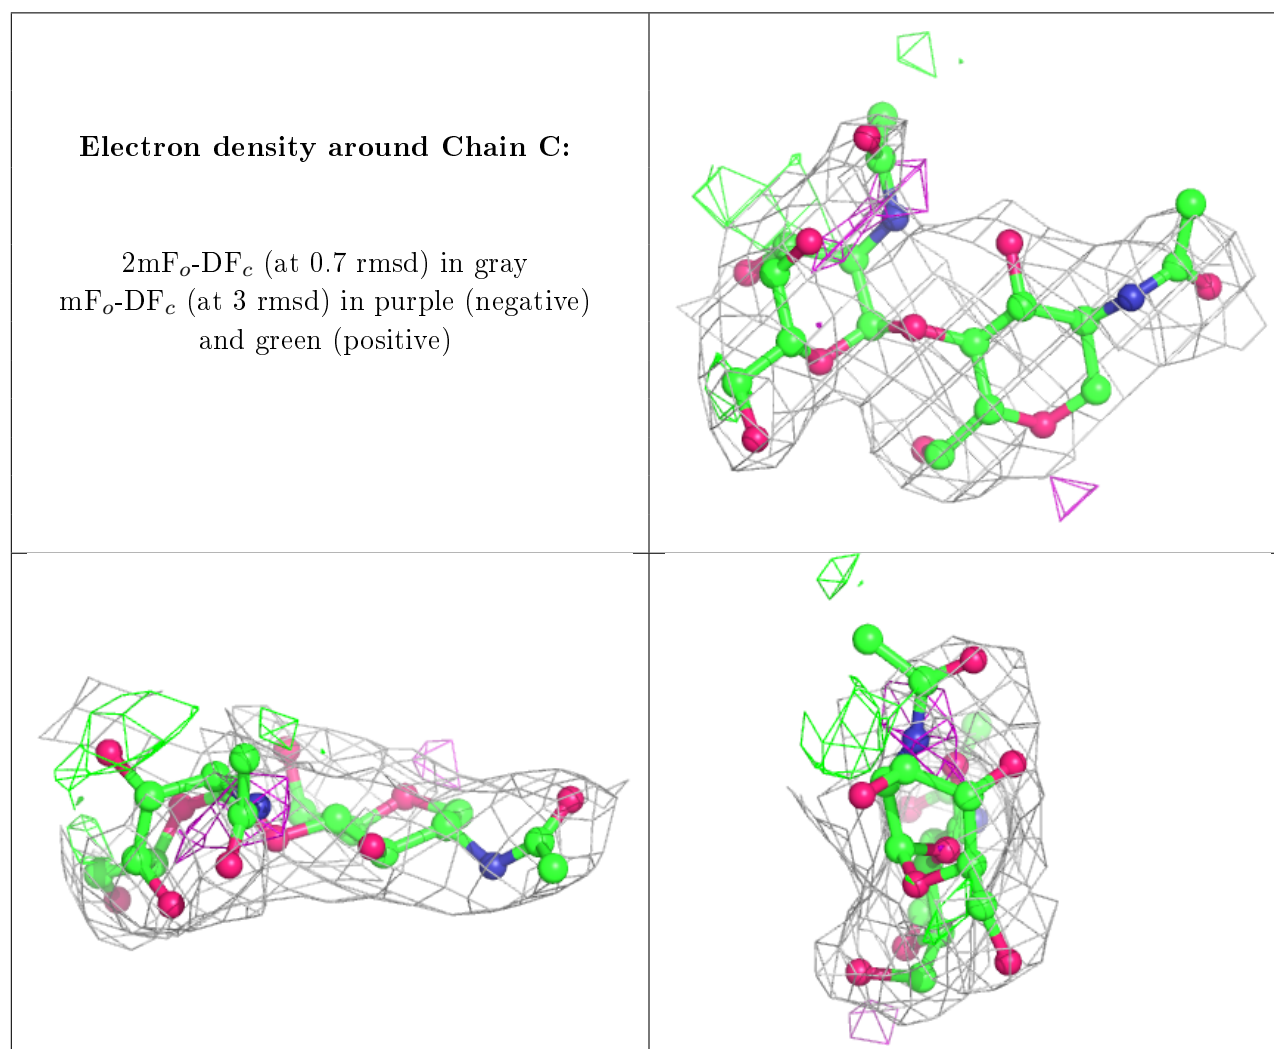 Electron density around Chain C:
2mFo-DFc (at 0.7 rmsd) in gray
mFo-DFc (at 3 rmsd) in purple (negative)
and green (positive)